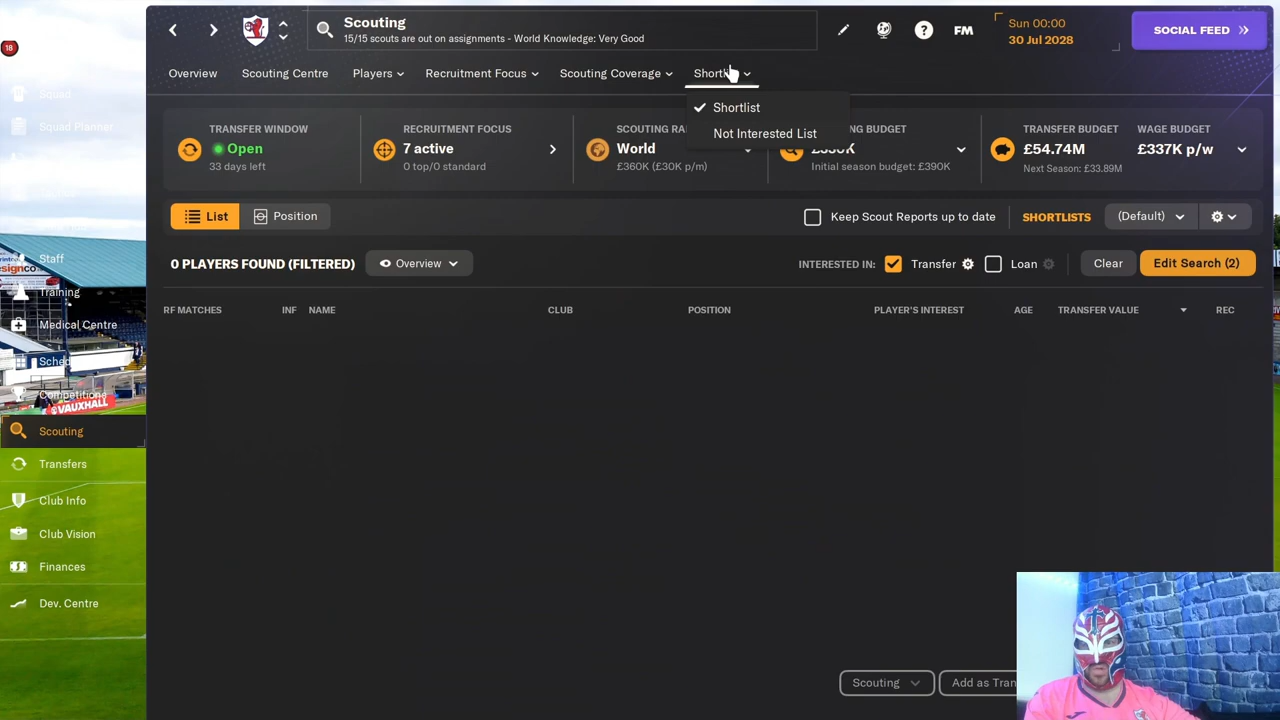 Scouting
15/15 scouts are out on assignments - World Knowledge: Very Good
FM
Sun 00:00
30 Jul 2028
SOCIAL FEED
18
Overview
Scouting Centre
Players
Recruitment Focus
Scouting Coverage
Shortlist
Not Interested List
TRANSFER WINDOW
Open
33 days left
RECRUITMENT FOCUS
7 active
0 top/0 standard
World
£360K (£30K p/m)
BUDGET
Initial season budget: £390K
TRANSFER BUDGET
£54.74M
Next Season: £33.89M
WAGE BUDGET
£337K p/w
List
Position
Keep Scout Reports up to date
SHORTLISTS
(Default)
0 PLAYERS FOUND (FILTERED)
Overview
INTERESTED IN:
Transfer
Loan
Clear
Edit Search (2)
RF MATCHES
INF
NAME
CLUB
POSITION
PLAYER'S INTEREST
AGE
TRANSFER VALUE
REC
Squad
Squad Planner
Staff
Training
Medical Centre
Competitions
VAUXHALL
Scouting
Transfers
Club Info
Club Vision
Finances
Dev. Centre
Scouting
Add as